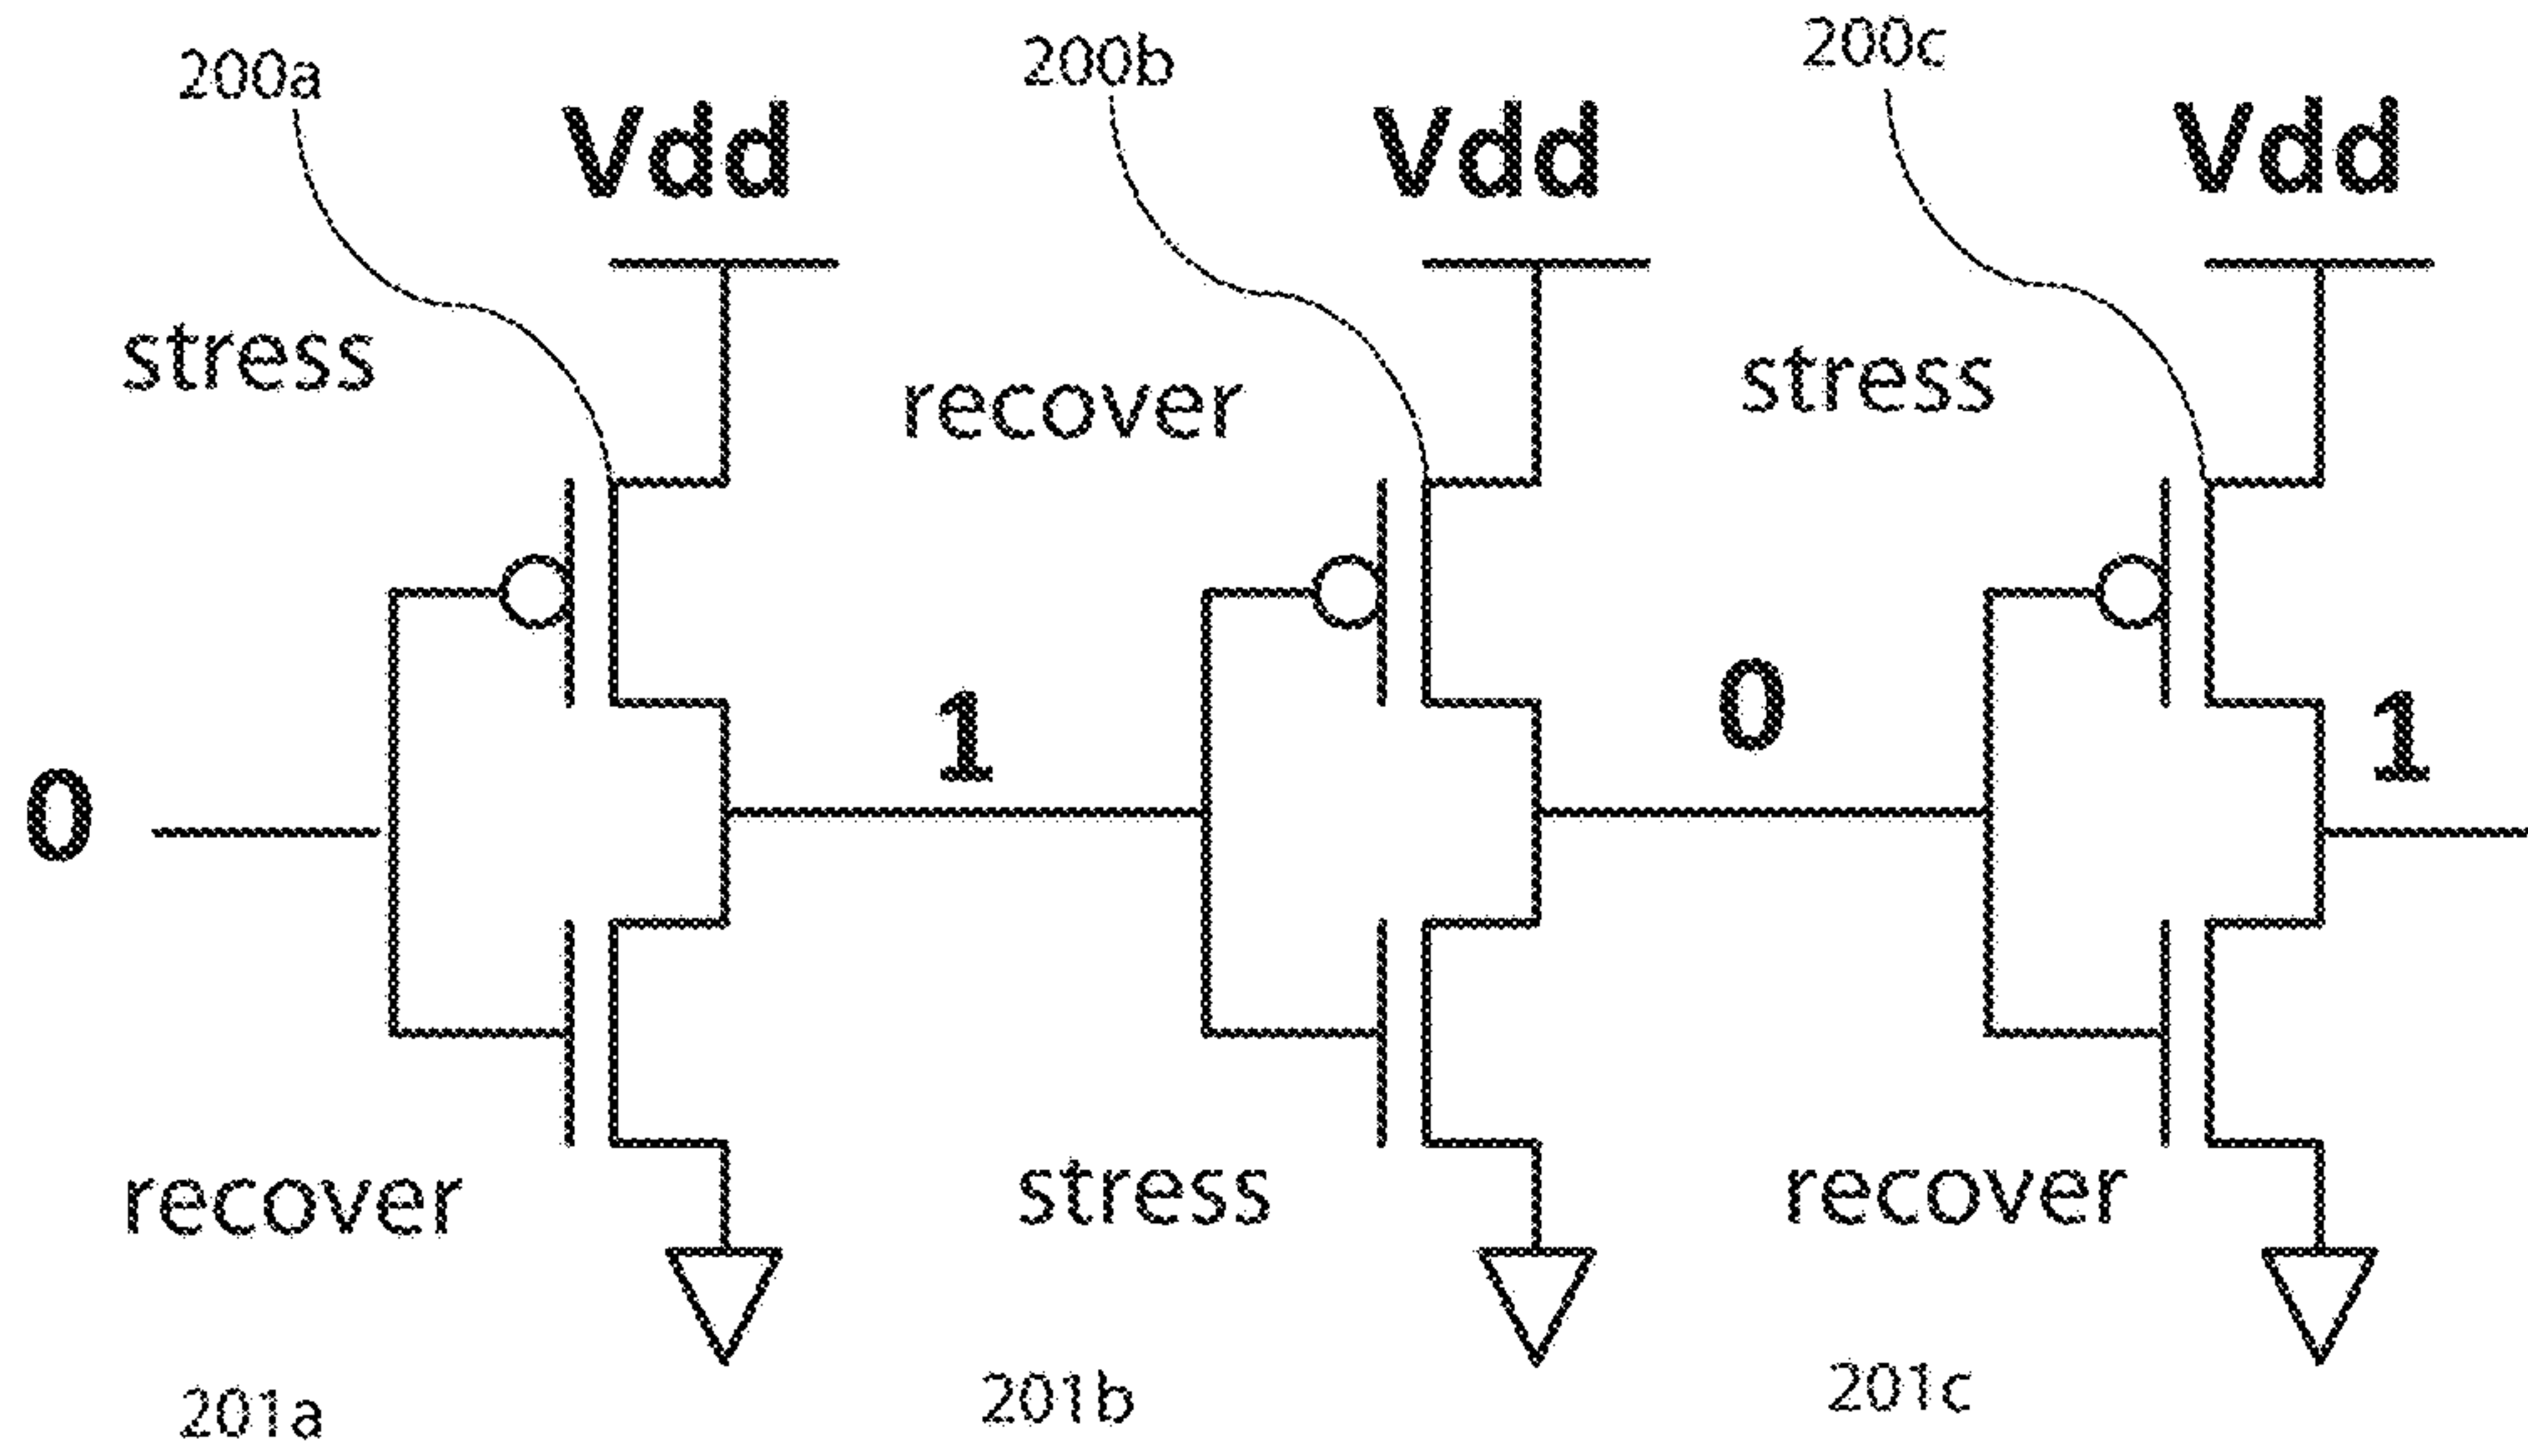 200a
200b
200c
Vdd
Vdd
Vdd
stress
recover
stress
0
1
0
1
recover
stress
recover
201a
201b
201c